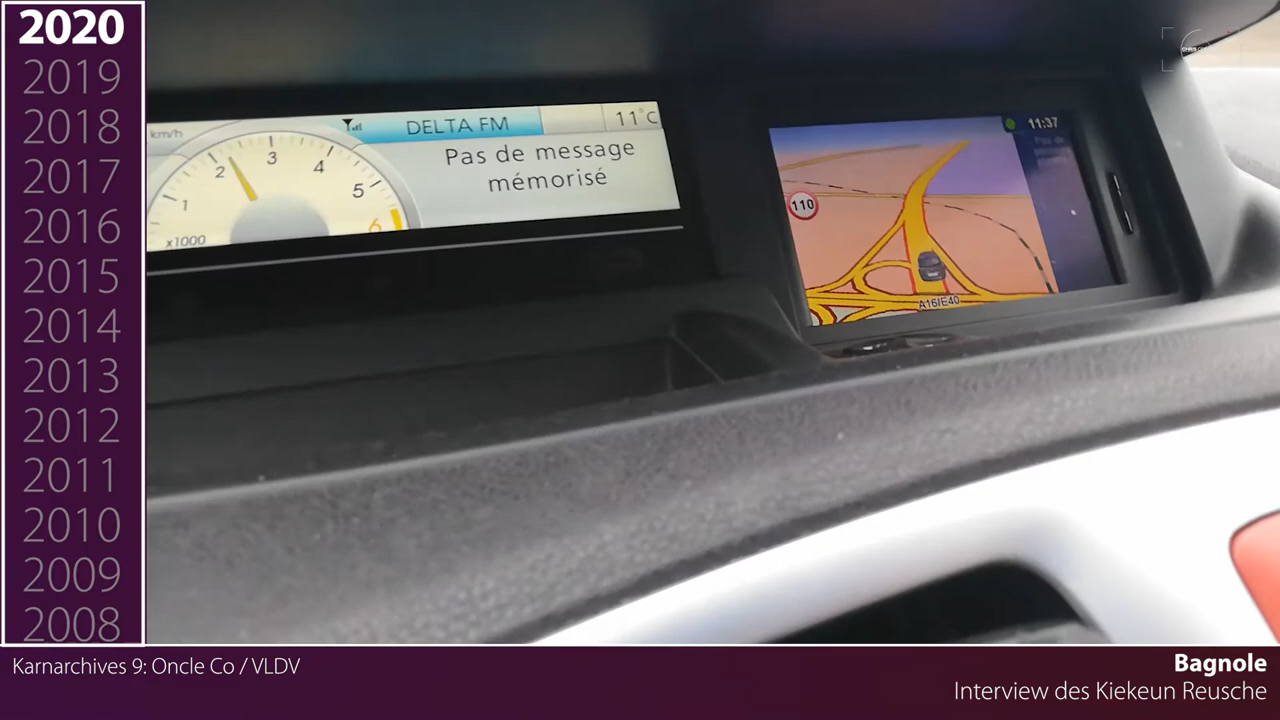 2020
2019
2018
2017
2016
2015
2014
2013
2012
2011
2010
2009
2008
km/h
DELTA FM
11°C
Pas de message
mémorisé
1
2
3
4
5
6
x1000
11:37
110
A16/E40
Karnarchives 9: Oncle Co / VLDV
Bagnole
Interview des Kiekeun Reusche